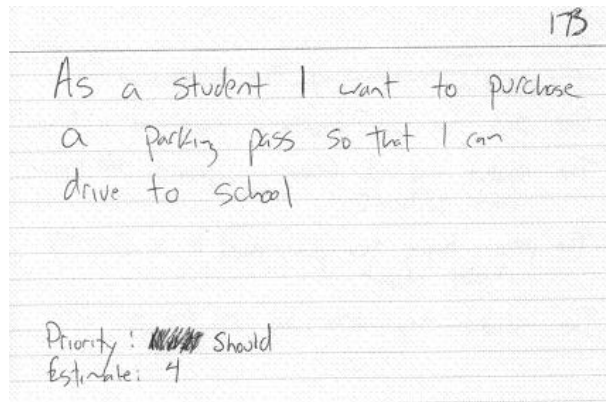 173
As a student I want to purchase
a parking pass so that I can
drive to school
Priority: Should
Estimate: 4